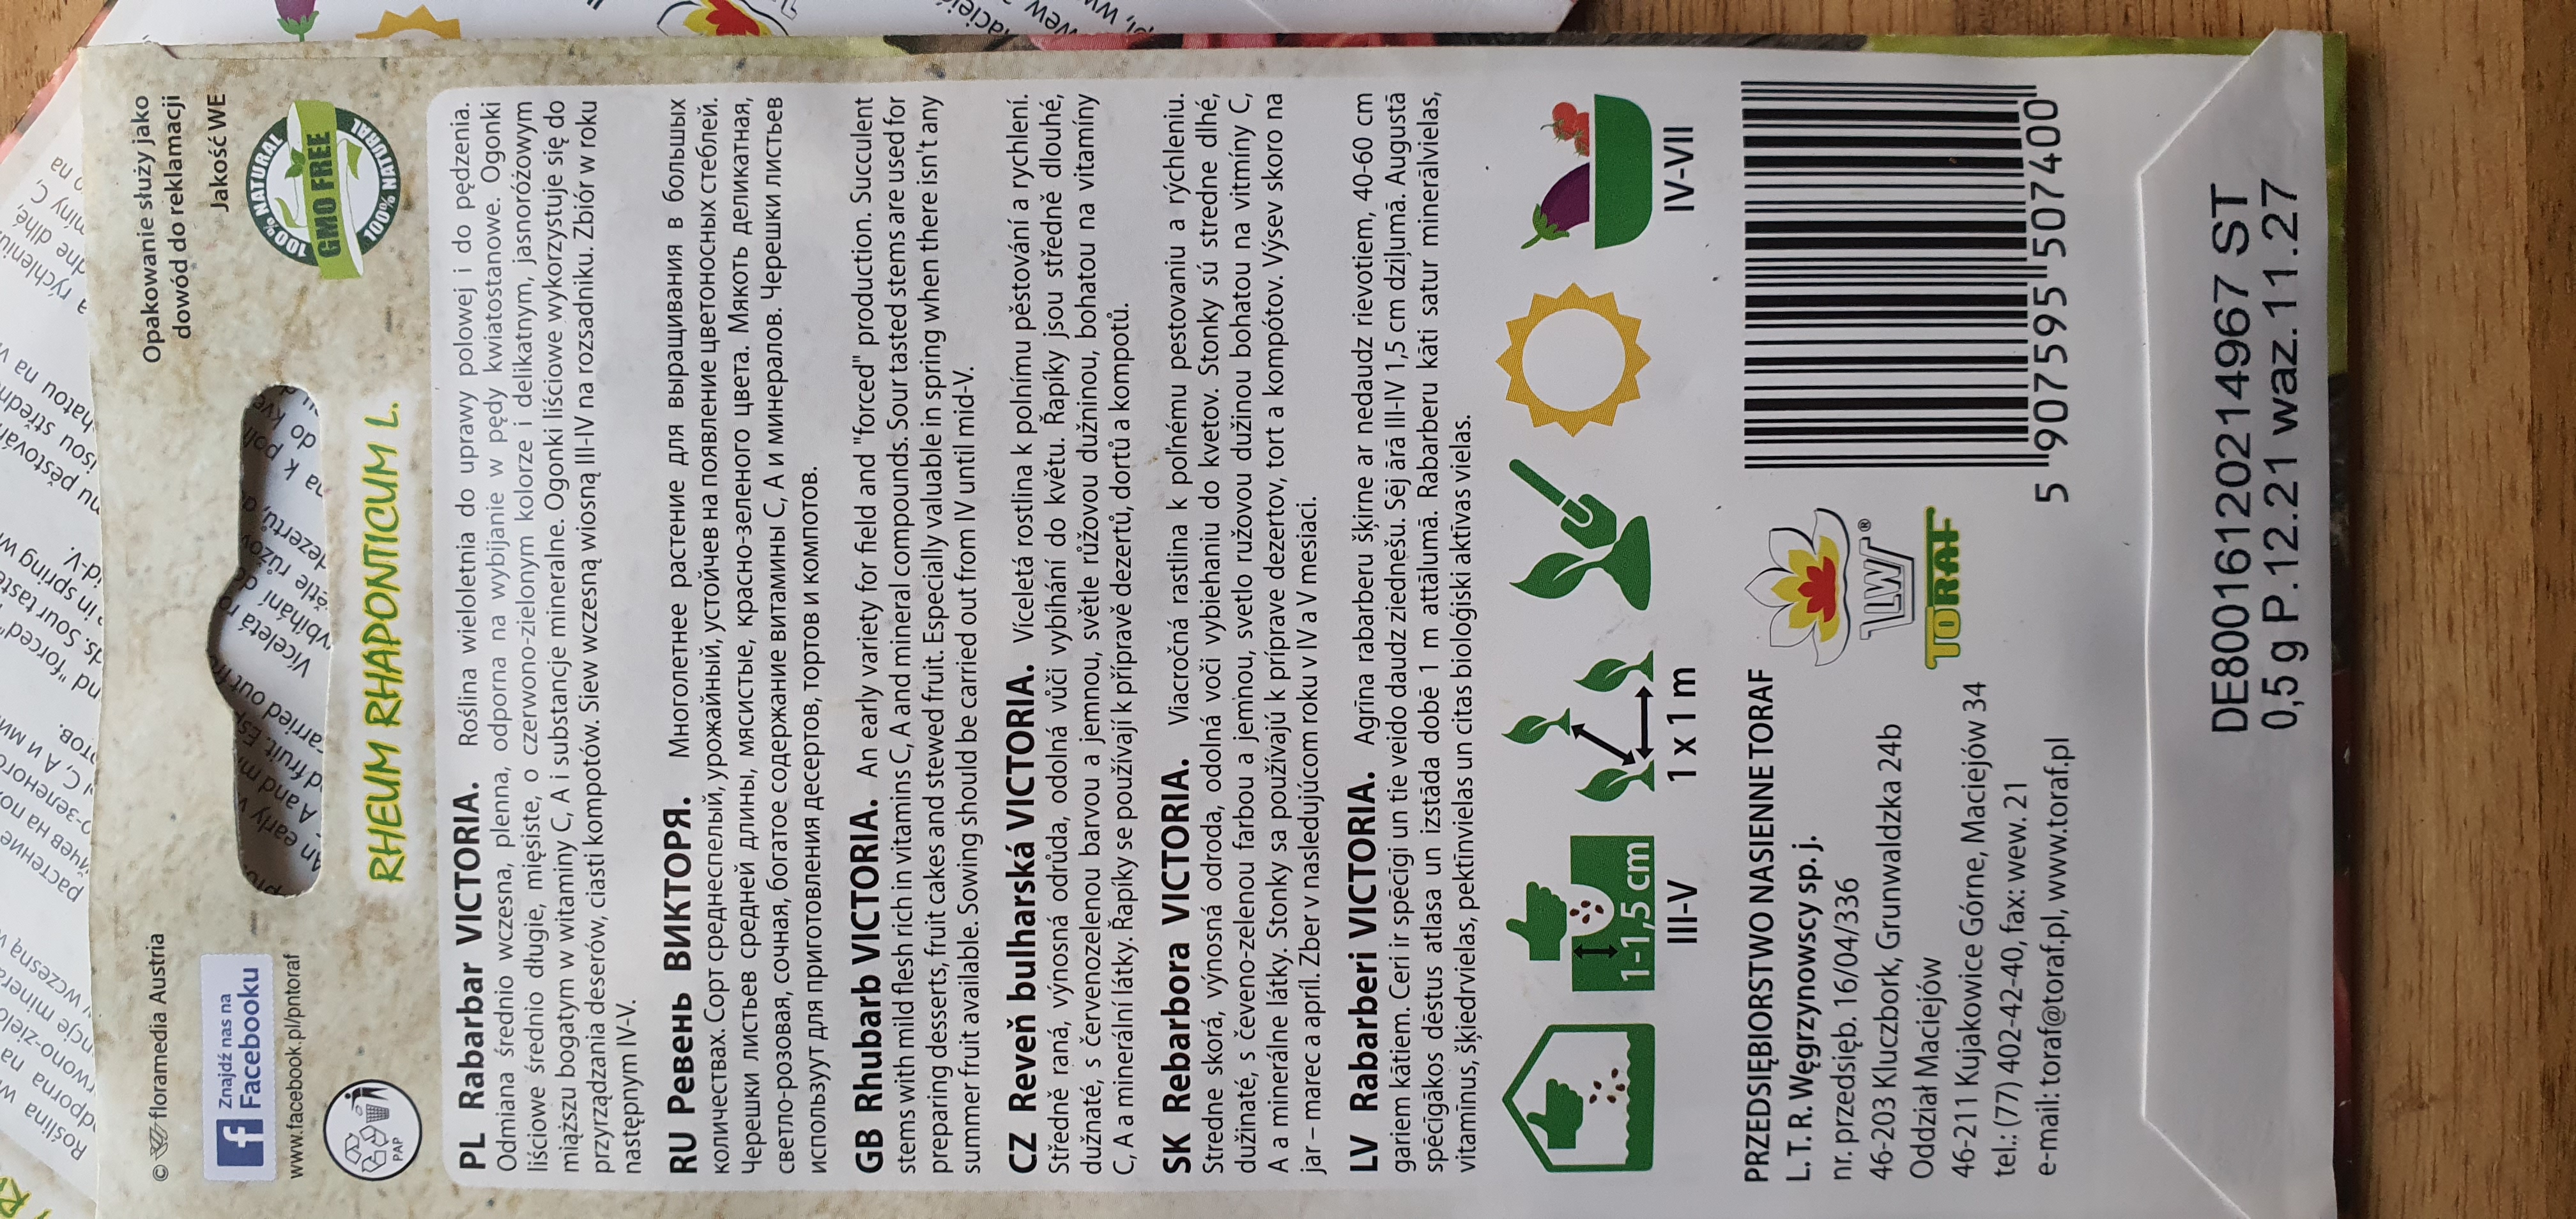 © floramedia Austria
Opakowanie służy jako
dowód do reklamacji
Znajdź nas na
Facebooku
www.facebook.pl/pntoraf
Jakość WE
100% NATURAL
GMO FREE
100% NATURAL
PAP
RHEUM RHAPONTICUM L.
PL Rabarbar VICTORIA. Roślina wieloletnia do uprawy polowej i do pędzenia.
Odmiana średnio wczesna, plenna, odporna na wybijanie w pędy kwiatostanowe. Ogonki
liściowe średnio długie, mięsiste, o czerwono-zielonym kolorze i delikatnym, jasnoróżowym
miąższu bogatym w witaminy C, A i substancje mineralne. Ogonki liściowe wykorzystuje się do
przyrządzania deserów, ciasti kompotów. Siew wczesną wiosną III-IV na rozsadniku. Zbiór w roku
następnym IV-V.
RU Ревень ВИКТОРЯ. Многолетнее растение для выращивания в больших
количествах. Сорт среднеспелый, урожайный, устойчев на появление цветоносных стеблей.
Черешки листьев средней длины, мясистые, красно-зеленого цвета. Мякоть деликатная,
светло-розовая, сочная, богатое содержание витамины C, A и минералов. Черешки листьев
используут для приготовления десертов, тортов и компотов.
GB Rhubarb VICTORIA. An early variety for field and "forced" production. Succulent
stems with mild flesh rich in vitamins C, A and mineral compounds. Sour tasted stems are used for
preparing desserts, fruit cakes and stewed fruit. Especially valuable in spring when there isn't any
summer fruit available. Sowing should be carried out from IV until mid-V.
CZ Reveň bulharská VICTORIA. Víceletá rostlina k polnímu pěstování a rychlení.
Středně raná, výnosná odrůda, odolná vůči vybíhání do květu. Řapíky jsou středně dlouhé,
dužnaté, s červenozelenou barvou a jemnou, světle růžovou dužninou, bohatou na vitamíny
C, A a minerální látky. Řapíky se používají k přípravě dezertů, dortů a kompotů.
SK Rebarbora VICTORIA. Viacročná rastlina k poľnému pestovaniu a rýchleniu.
Stredne skorá, výnosná odroda, odolná voči vybiehaniu do kvetov. Stonky sú stredne dlhé,
dužinaté, s čeveno-zelenou farbou a jeminou, svetlo ružovou dužinou bohatou na vitmíny C,
A a minerálne látky. Stonky sa používajú k príprave dezertov, tort a kompótov. Výsev skoro na
jar – marec a apríl. Zber v nasledujúcom roku v IV a V mesiaci.
LV Rabarberi VICTORIA. Agrīna rabarberu šķirne ar nedaudz rievotiem, 40-60 cm
gariem kātiem. Ceri ir spēcīgi un tie veido daudz ziednešu. Sēj ārā III-IV 1,5 cm dziļumā. Augustā
spēcīgākos dēstus atlasa un izstāda dobē 1 m attālumā. Rabarberu kāti satur minerālvielas,
vitamīnus, šķiedrvielas, pektīnvielas un citas bioloģiski aktīvas vielas.
1-1,5 cm
III-V
1 x 1 m
IV-VII
PRZEDSIĘBIORSTWO NASIENNE TORAF
L. T. R. Węgrzynowscy sp. j.
nr. przedsięb. 16/04/336
46-203 Kluczbork, Grunwaldzka 24b
Oddział Maciejów
46-211 Kujakowice Górne, Maciejów 34
tel.: (77) 402-42-40, fax: wew. 21
e-mail: toraf@toraf.pl, www.toraf.pl
LW®
TORAF
5 907595 507400
DE80016120214967 ST
0,5 g P.12.21 waz.11.27